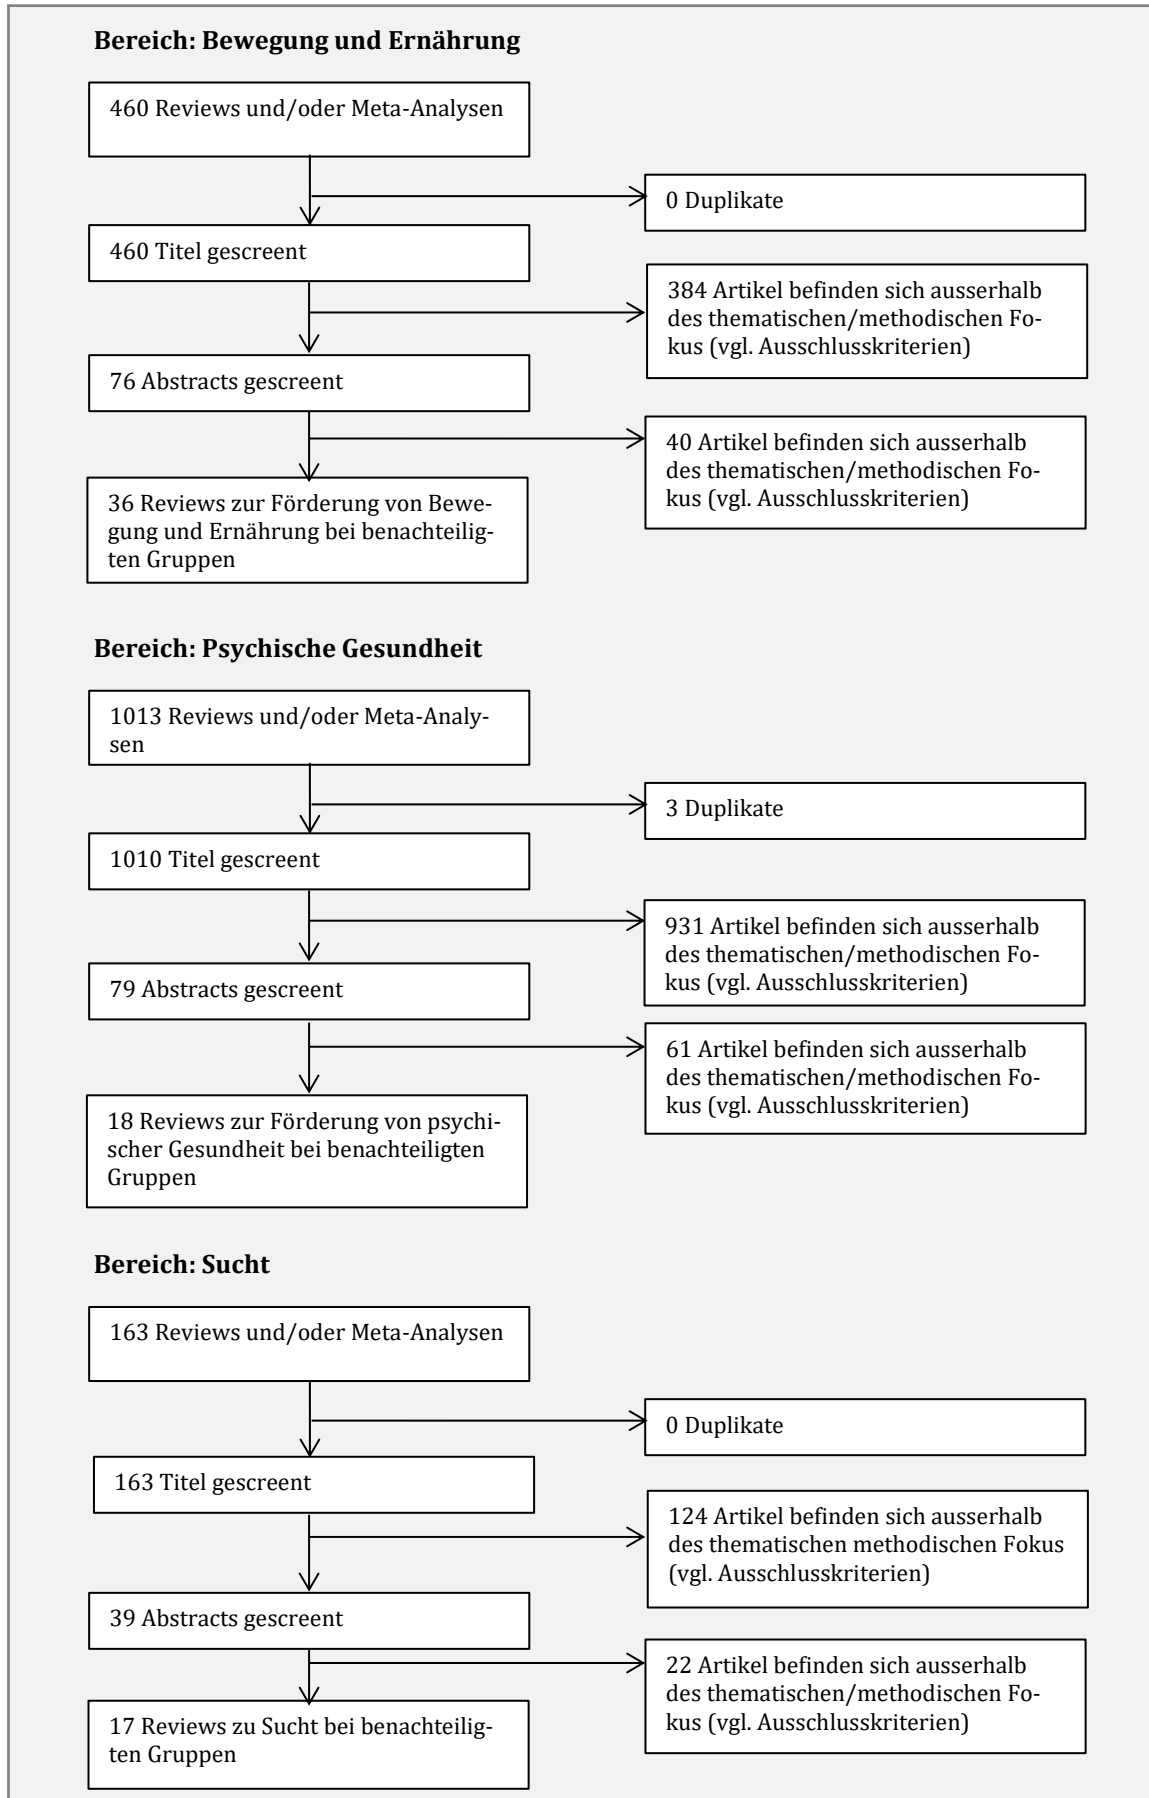 Bereich: Bewegung und Ernährung
460 Reviews und/oder Meta-Analysen
0 Duplikate
460 Titel gescreent
384 Artikel befinden sich ausserhalb
des thematischen/methodischen Fo-
kus (vgl. Ausschlusskriterien)
76 Abstracts gescreent
40 Artikel befinden sich ausserhalb
des thematischen/methodischen Fo-
kus (vgl. Ausschlusskriterien)
36 Reviews zur Förderung von Bewe-
gung und Ernährung bei benachteilig-
ten Gruppen
Bereich: Psychische Gesundheit
1013 Reviews und/oder Meta-Analy-
sen
3 Duplikate
1010 Titel gescreent
931 Artikel befinden sich ausserhalb
des thematischen/methodischen Fo-
kus (vgl. Ausschlusskriterien)
79 Abstracts gescreent
61 Artikel befinden sich ausserhalb
des thematischen/methodischen Fo-
kus (vgl. Ausschlusskriterien)
18 Reviews zur Förderung von psychi-
scher Gesundheit bei benachteiligten
Gruppen
Bereich: Sucht
163 Reviews und/oder Meta-Analysen
0 Duplikate
163 Titel gescreent
124 Artikel befinden sich ausserhalb
des thematischen methodischen Fokus
(vgl. Ausschlusskriterien)
39 Abstracts gescreent
22 Artikel befinden sich ausserhalb
des thematischen/methodischen Fo-
kus (vgl. Ausschlusskriterien)
17 Reviews zu Sucht bei benachteilig-
ten Gruppen